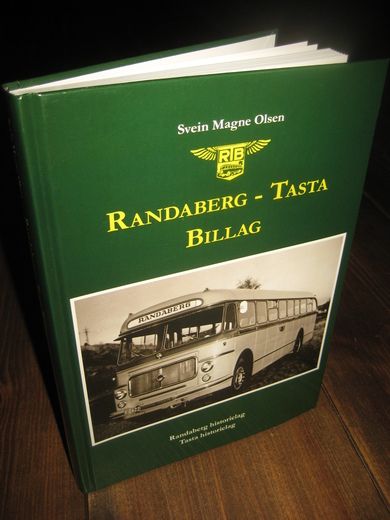 Svein Magne Olsen
RTB
RANDABERG - TASTA
BILLAG
RANDABERG
Randaberg historielag
Tasta historielag